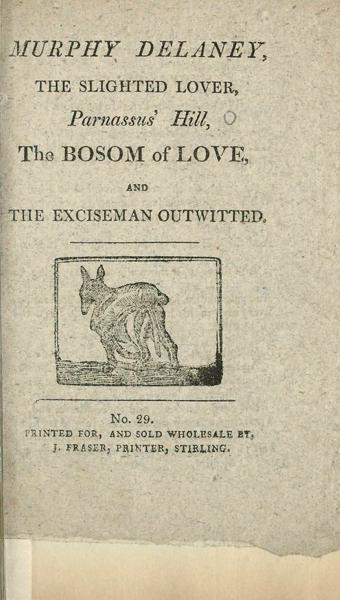 MURPHY DELANEY,
THE SLIGHTED LOVER,
Parnassus' Hill,
The BOSOM of LOVE,
AND
THE EXCISEMAN OUTWITTED.
No. 29.
PRINTED FOR, AND SOLD WHOLESALE BY,
J. FRASER, PRINTER, STIRLING.